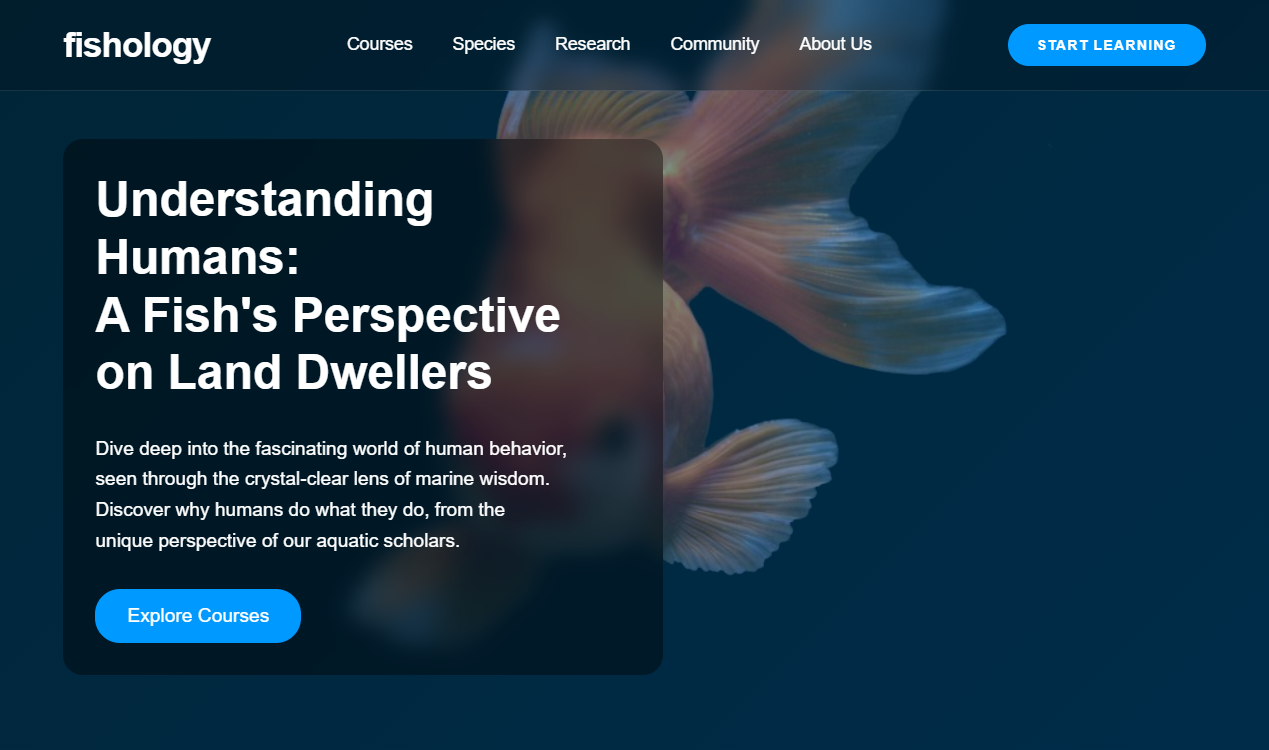 fishology
Courses
Species
Research
Community
About Us
START LEARNING
Understanding
Humans:
A Fish's Perspective
on Land Dwellers
Dive deep into the fascinating world of human behavior,
seen through the crystal-clear lens of marine wisdom.
Discover why humans do what they do, from the
unique perspective of our aquatic scholars.
Explore Courses